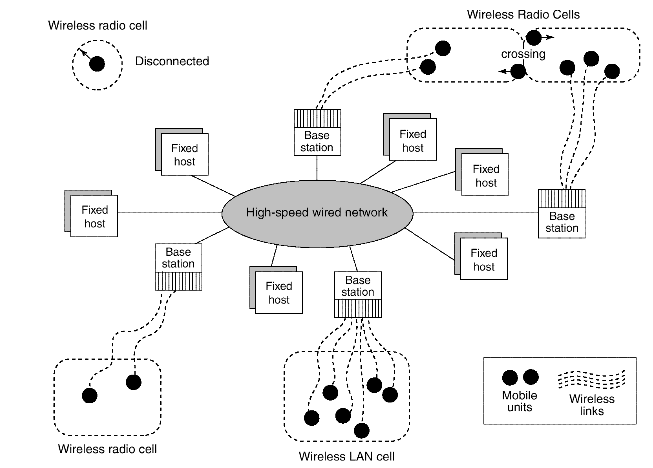 Wireless Radio Cells
Wireless radio cell
Disconnected
crossing
Base
station
Fixed
host
Fixed
host
Fixed
host
Fixed
host
High-speed wired network
Base
station
Base
station
Fixed
host
Fixed
host
Base
station
Mobile
units
Wireless
links
Wireless radio cell
Wireless LAN cell